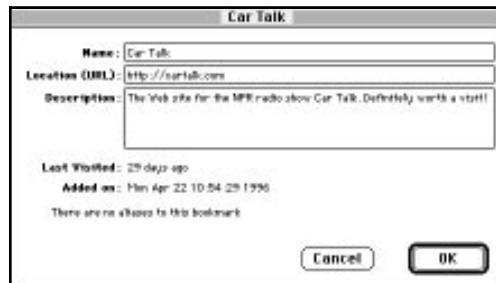 Car Talk
Name: Car Talk
Location (URL): http://cartalk.com
Description: The Web site for the NPR radio show Car Talk. Definitely worth a visit!
Last Visited: 29 days ago
Added on: Mon Apr 22 10:54:29 1996
There are no aliases to this bookmark
Cancel
OK